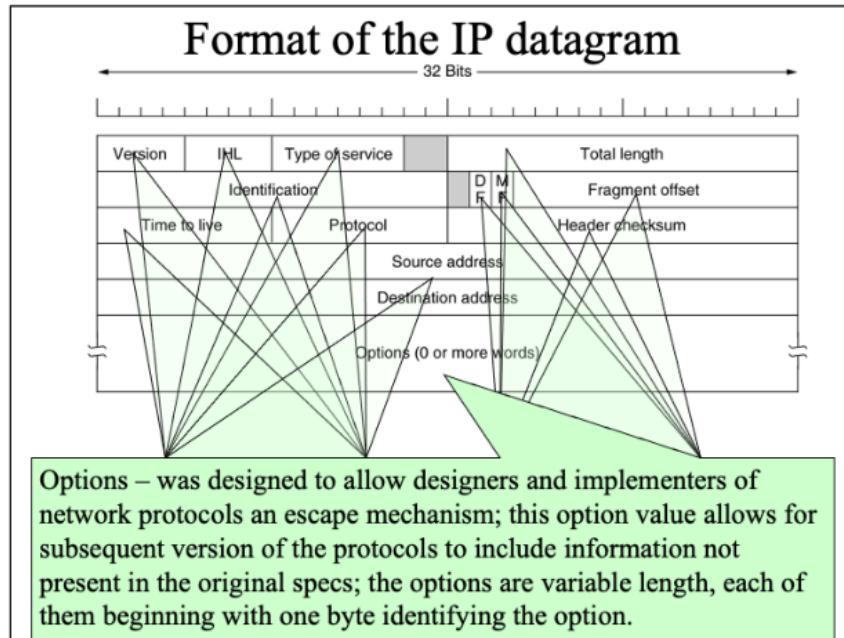 Format of the IP datagram
32 Bits
Version IHL Type of service Total length
Identification DF MF Fragment offset
Time to live Protocol Header checksum
Source address
Destination address
Options (0 or more words)
Options – was designed to allow designers and implementers of
network protocols an escape mechanism; this option value allows for
subsequent version of the protocols to include information not
present in the original specs; the options are variable length, each of
them beginning with one byte identifying the option.